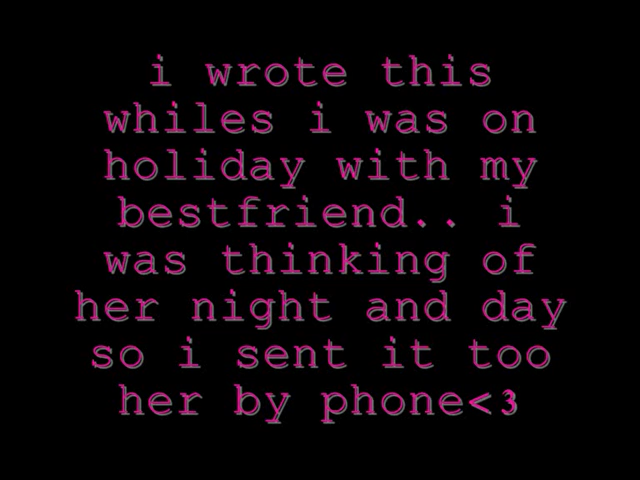 i wrote this
whiles i was on
holiday with my
bestfriend.. i
was thinking of
her night and day
so i sent it too
her by phone<3